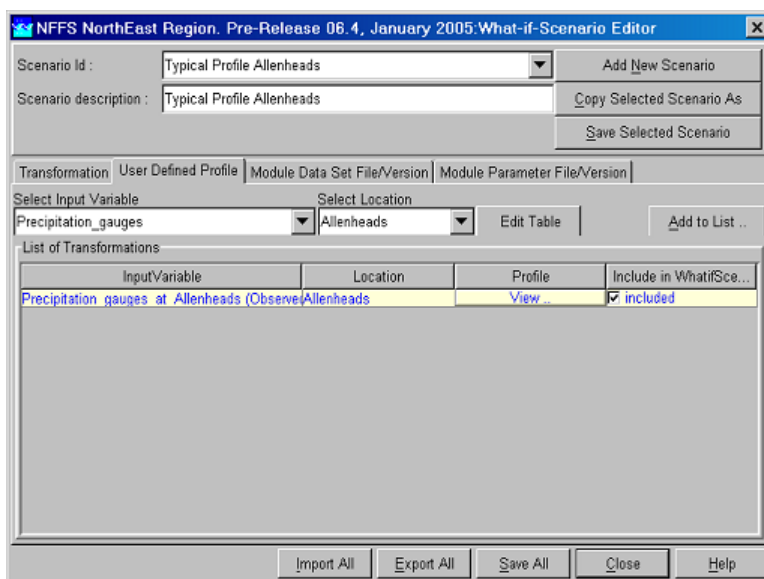 NFFS NorthEast Region. Pre-Release 06.4, January 2005:What-if-Scenario Editor
Scenario Id : Typical Profile Allenheads Add New Scenario
Scenario description : Typical Profile Allenheads Copy Selected Scenario As
Save Selected Scenario
Transformation User Defined Profile Module Data Set File/Version Module Parameter File/Version
Select Input Variable Select Location
Precipitation_gauges Allenheads Edit Table Add to List ..
List of Transformations
InputVariable Location Profile Include in WhatifSce...
Precipitation gauges at Allenheads (Observe Allenheads View .. included
Import All Export All Save All Close Help